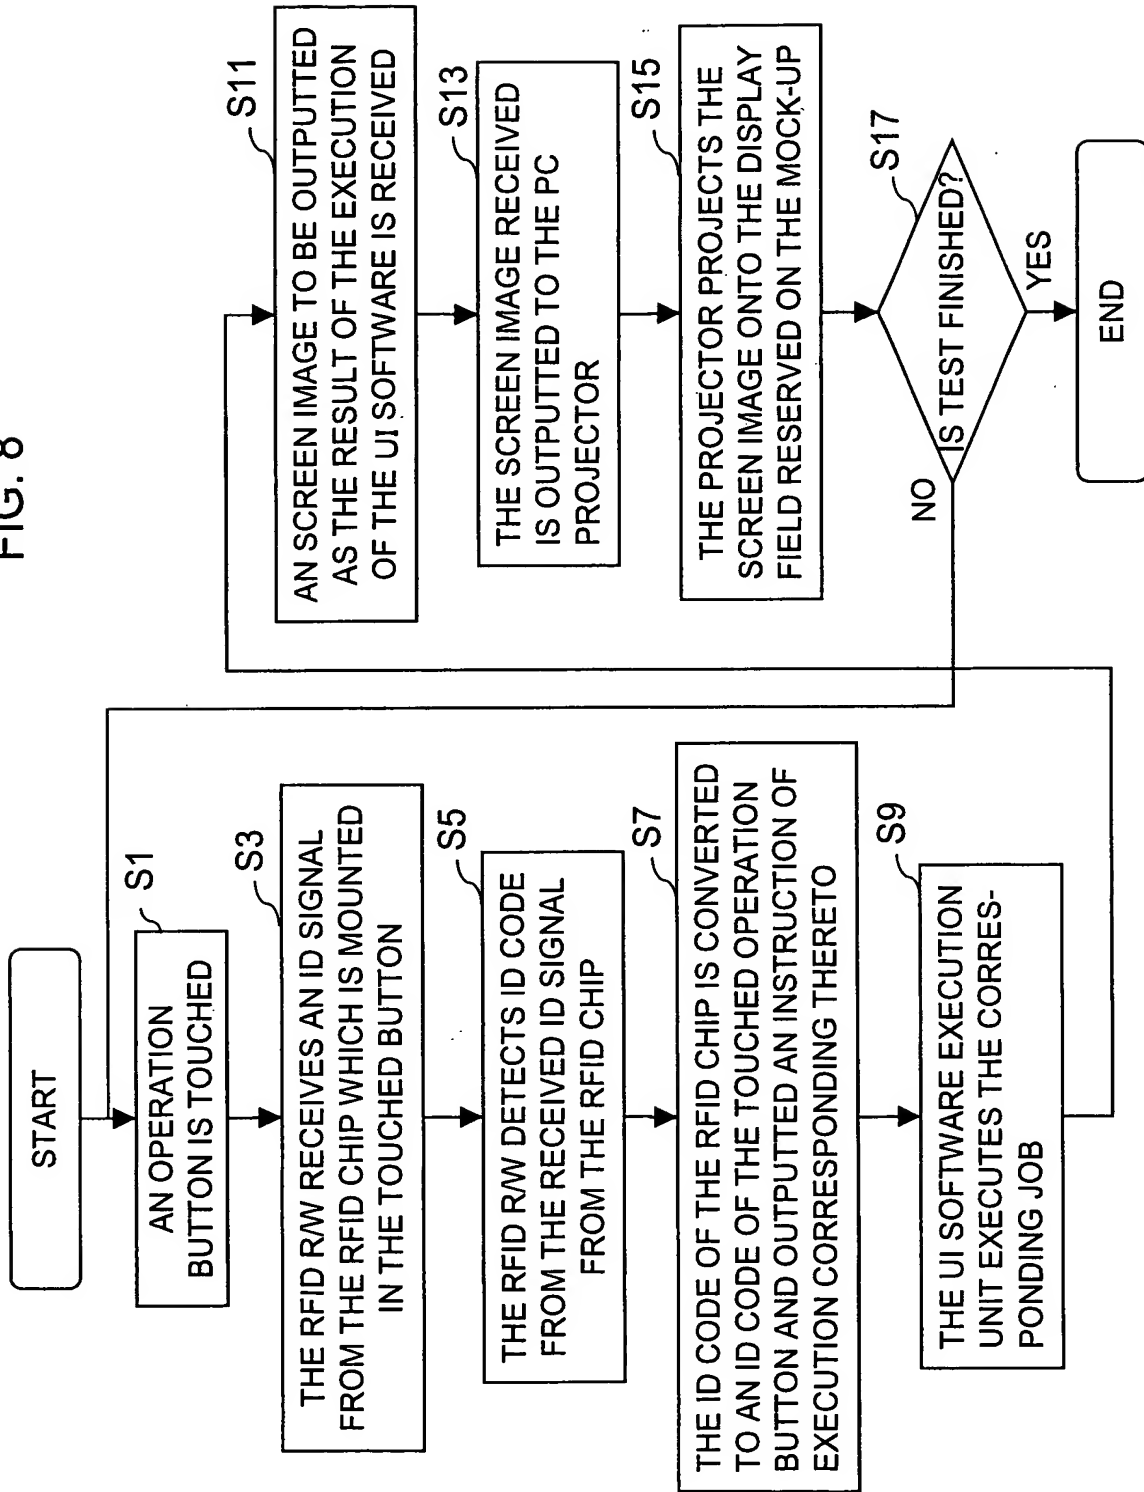 FIG. 8
START
S1
AN OPERATION
BUTTON IS TOUCHED
S3
THE RFID R/W RECEIVES AN ID SIGNAL
FROM THE RFID CHIP WHICH IS MOUNTED
IN THE TOUCHED BUTTON
S5
THE RFID R/W DETECTS ID CODE
FROM THE RECEIVED ID SIGNAL
FROM THE RFID CHIP
S7
THE ID CODE OF THE RFID CHIP IS CONVERTED
TO AN ID CODE OF THE TOUCHED OPERATION
BUTTON AND OUTPUTTED AN INSTRUCTION OF
EXECUTION CORRESPONDING THERETO
S9
THE UI SOFTWARE EXECUTION
UNIT EXECUTES THE CORRES-
PONDING JOB
S11
AN SCREEN IMAGE TO BE OUTPUTTED
AS THE RESULT OF THE EXECUTION
OF THE UI SOFTWARE IS RECEIVED
S13
THE SCREEN IMAGE RECEIVED
IS OUTPUTTED TO THE PC
PROJECTOR
S15
THE PROJECTOR PROJECTS THE
SCREEN IMAGE ONTO THE DISPLAY
FIELD RESERVED ON THE MOCK-UP
S17
IS TEST FINISHED?
NO
YES
END